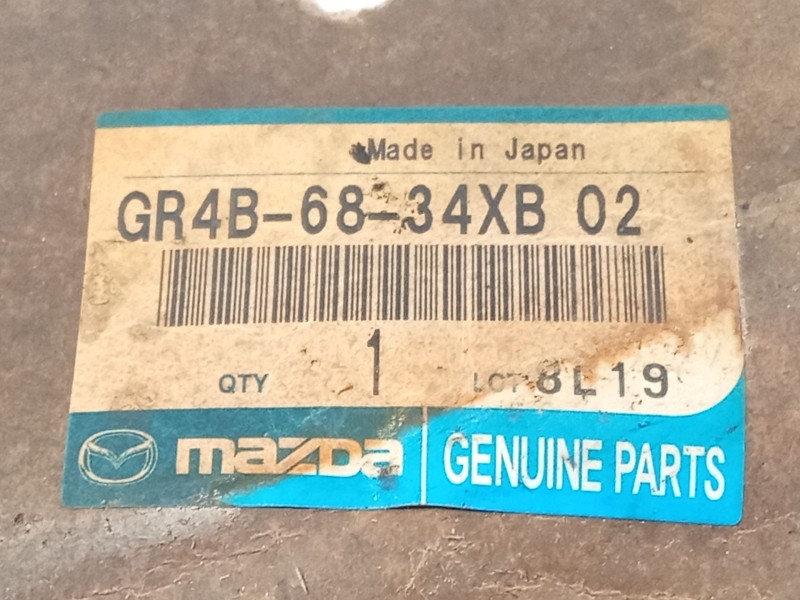 Made in Japan
GR4B-68-34XB 02
1
QTY LOT 8L19
mazda GENUINE PARTS